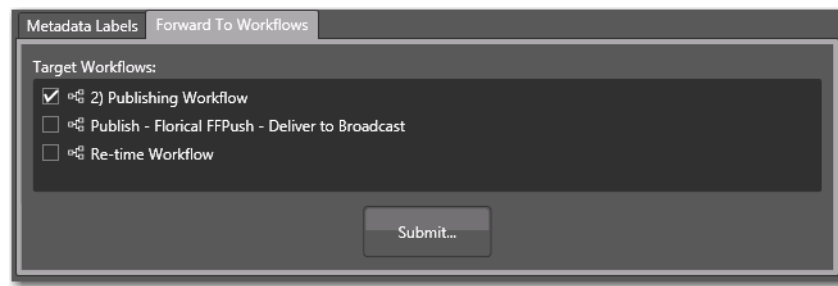 Metadata Labels Forward To Workflows
Target Workflows:
2) Publishing Workflow
Publish - Florical FFPush - Deliver to Broadcast
Re-time Workflow
Submit...